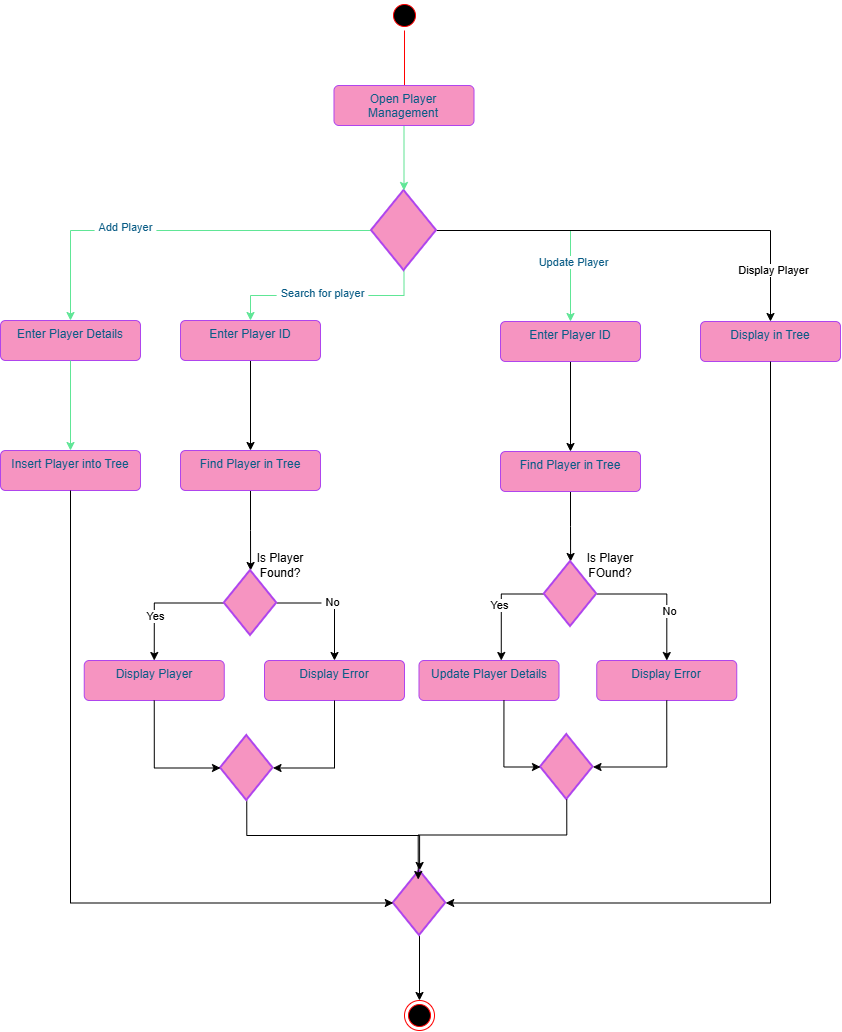 Open Player
Management
Add Player
Search for player
Update Player
Display Player
Enter Player Details
Enter Player ID
Enter Player ID
Display in Tree
Insert Player into Tree
Find Player in Tree
Find Player in Tree
Is Player
Found?
Is Player
FOund?
Yes
No
Yes
No
Display Player
Display Error
Update Player Details
Display Error